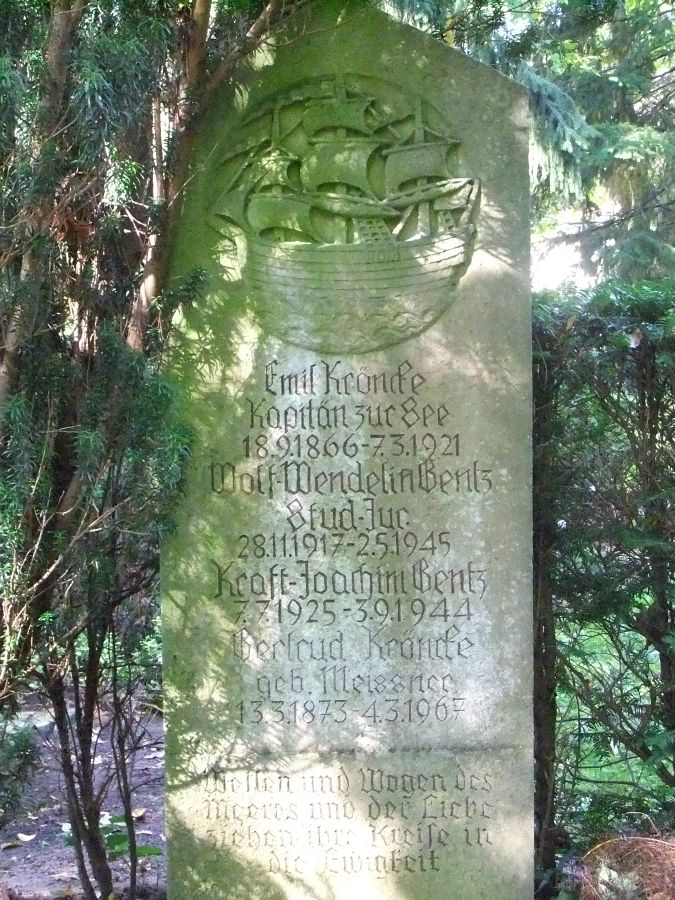 Emil Kröncke
Kapitän zur See
18.9.1866-7.3.1921
Wolf-Wendelin Gentz
Stud. Jur.
28.11.1917-2.5.1945
Kraft-Joachim Gentz
7.7.1925-3.9.1944
Gertrud Kröncke
geb. Meissner
13.3.1873-4.3.1967
Wellen und Wogen des
Meeres und der Liebe
ziehen ihre Kreise in
die Ewigkeit